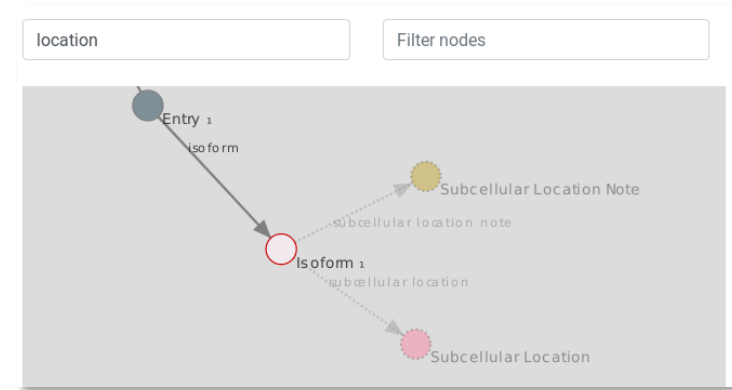 location
Filter nodes
Entry 1
isoform
Subcellular Location Note
subcellular location note
Isoform 1
subcellular location
Subcellular Location